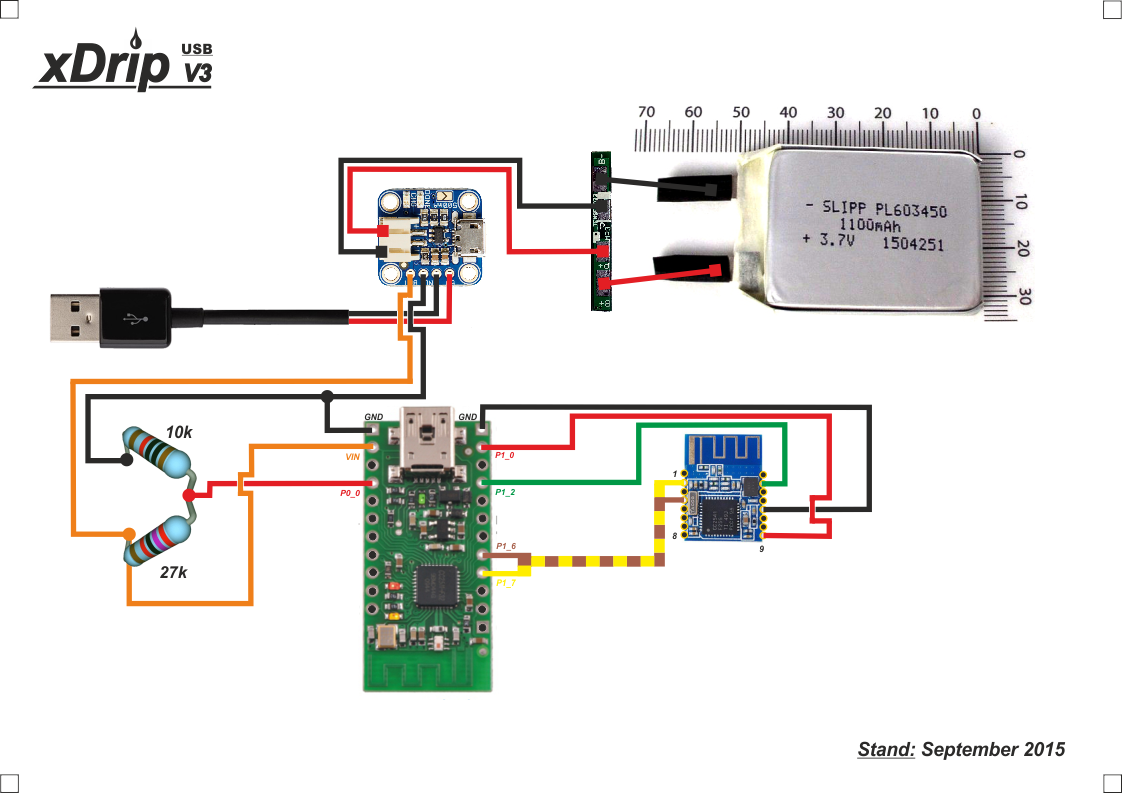 xDrip USB V3
70 60 50 40 30 20 10 0
0
10
20
30
- SLIPP PL603450
1100mAh
+ 3.7V 1504251
GND GND
10k
VIN P1_0
P0_0 P1_2
1
8
9
P1_6
27k
P1_7
Stand: September 2015